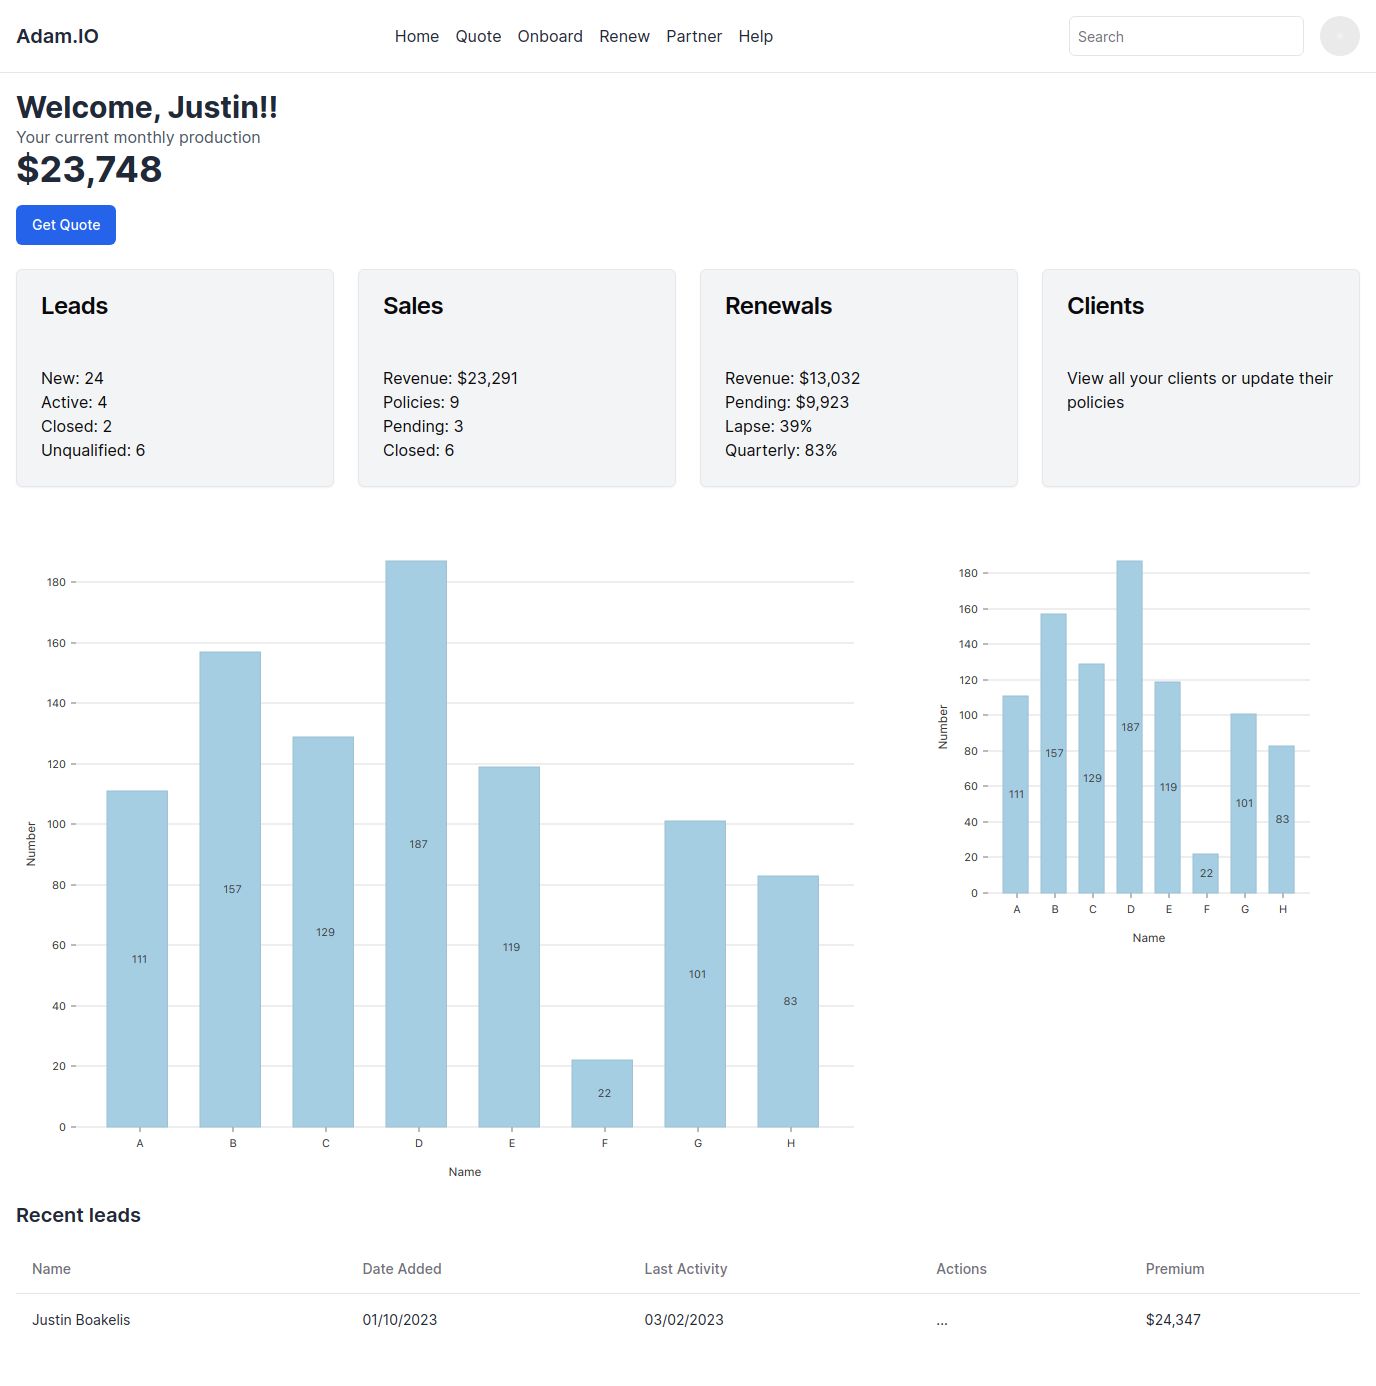 Adam.IO
Home Quote Onboard Renew Partner Help
Search
Welcome, Justin!!
Your current monthly production
$23,748
Get Quote
Leads
New: 24
Active: 4
Closed: 2
Unqualified: 6
Sales
Revenue: $23,291
Policies: 9
Pending: 3
Closed: 6
Renewals
Revenue: $13,032
Pending: $9,923
Lapse: 39%
Quarterly: 83%
Clients
View all your clients or update their
policies
180
160
140
120
100
80
60
40
20
0
Number
111
157
129
187
119
22
101
83
A B C D E F G H
Name
180
160
140
120
100
80
60
40
20
0
Number
111
157
129
187
119
22
101
83
A B C D E F G H
Name
Recent leads
Name Date Added Last Activity Actions Premium
Justin Boakelis 01/10/2023 03/02/2023 ... $24,347